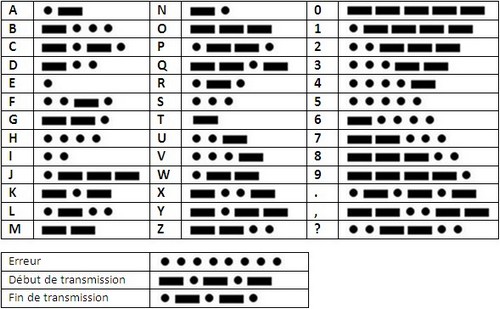 A N 0
B O 1
C P 2
D Q 3
E R 4
F S 5
G T 6
H U 7
I V 8
J W 9
K X .
L Y ,
M Z ?
Erreur
Début de transmission
Fin de transmission